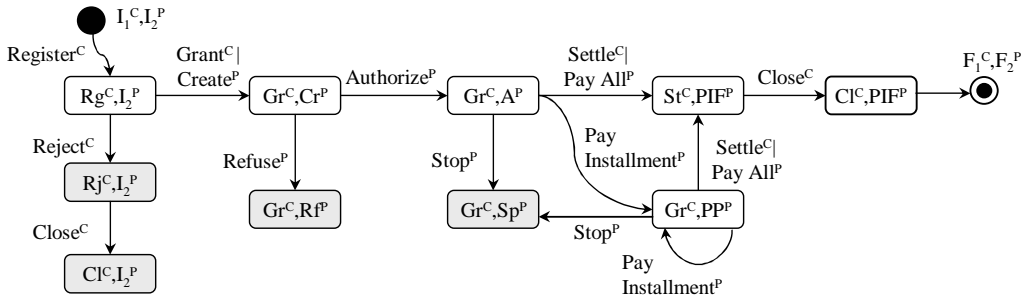 I₁ᶜ,I₂ᴾ
Registerᶜ
Grantᶜ|
Createᴾ
Authorizeᴾ
Settleᶜ|
Pay Allᴾ
Closeᶜ
F₁ᶜ,F₂ᴾ
Rgᶜ,I₂ᴾ
Grᶜ,Crᴾ
Grᶜ,Aᴾ
Stᶜ,PIFᴾ
Clᶜ,PIFᴾ
Rejectᶜ
Refuseᴾ
Stopᴾ
Pay
Installmentᴾ
Settleᶜ|
Pay Allᴾ
Rjᶜ,I₂ᴾ
Grᶜ,Rfᴾ
Grᶜ,Spᴾ
Grᶜ,PPᴾ
Closeᶜ
Stopᴾ
Pay
Installmentᴾ
Clᶜ,I₂ᴾ